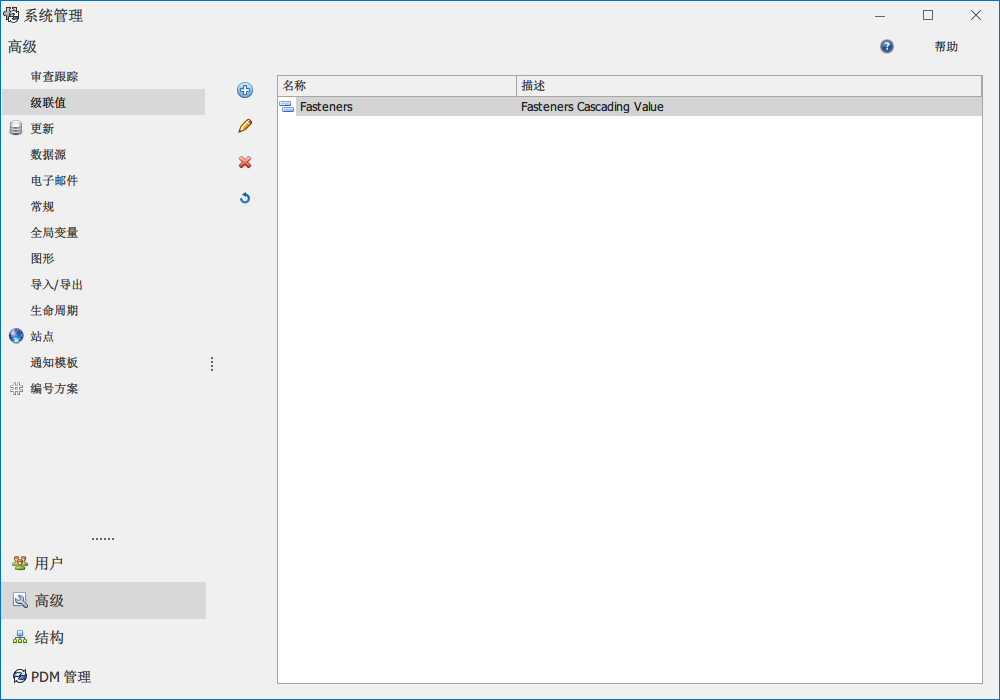 系统管理
高级
帮助
审查跟踪
级联值
更新
数据源
电子邮件
常规
全局变量
图形
导入/导出
生命周期
站点
通知模板
编号方案
用户
高级
结构
PDM 管理
名称 描述
Fasteners Fasteners Cascading Value